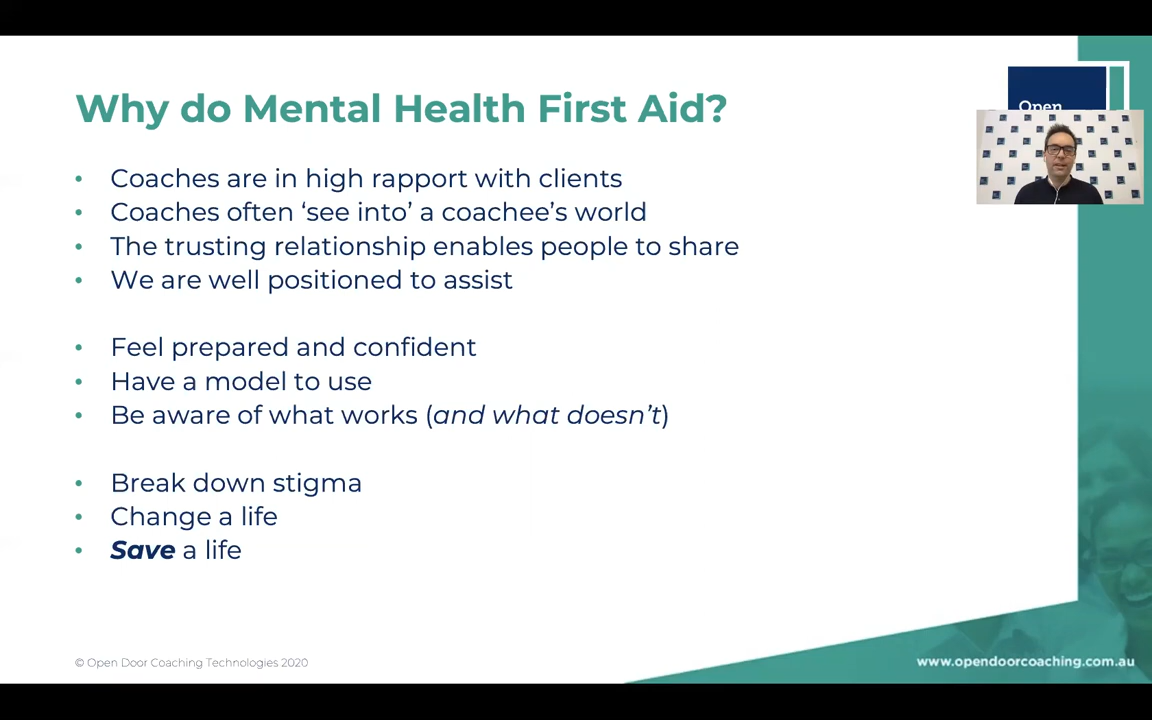 Why do Mental Health First Aid?
Open
• Coaches are in high rapport with clients
• Coaches often ‘see into’ a coachee’s world
• The trusting relationship enables people to share
• We are well positioned to assist
• Feel prepared and confident
• Have a model to use
• Be aware of what works (and what doesn’t)
• Break down stigma
• Change a life
• Save a life
© Open Door Coaching Technologies 2020
www.opendoorcoaching.com.au